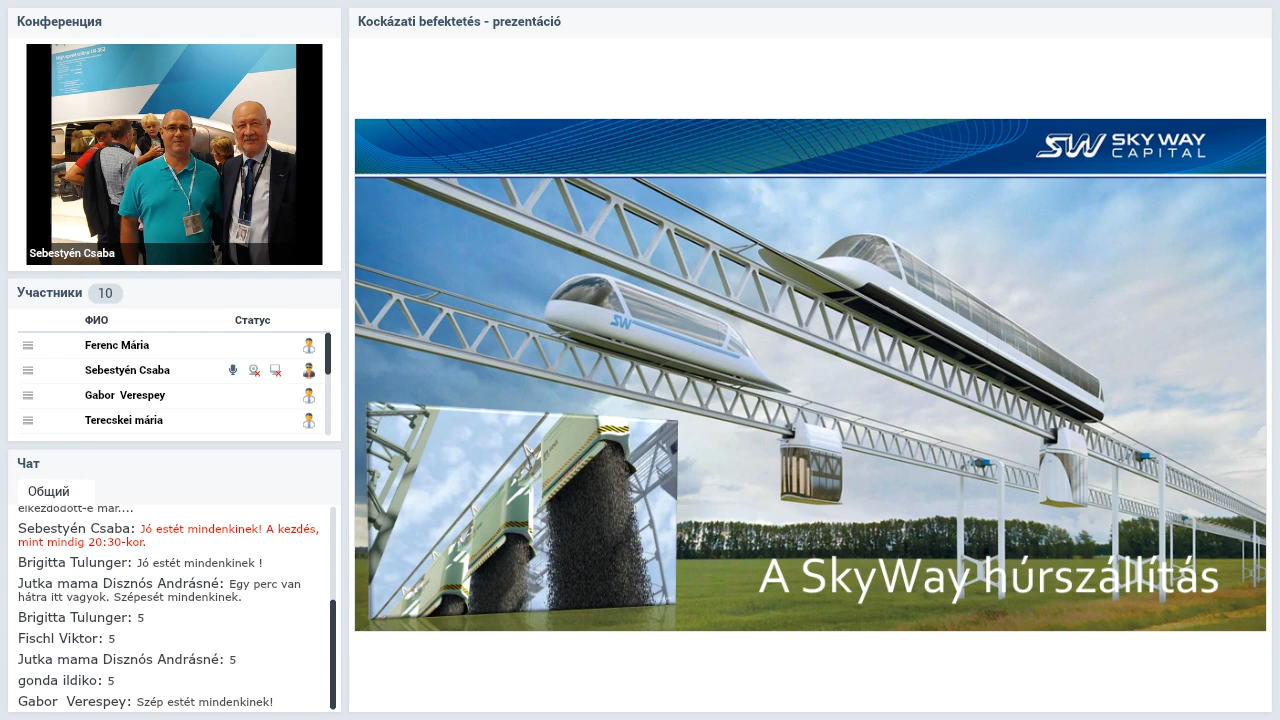 Конференция
Sebestyén Csaba
Участники 10
ФИО Статус
Ferenc Mária
Sebestyén Csaba
Gabor Verespey
Terecskei mária
Чат
Общий
elkezdődött-e már....
Sebestyén Csaba: Jó estét mindenkinek! A kezdés,
mint mindig 20:30-kor.
Brigitta Tulunger: Jó estét mindenkinek !
Jutka mama Disznós Andrásné: Egy perc van
hátra itt vagyok. Szépesét mindenkinek.
Brigitta Tulunger: 5
Fischl Viktor: 5
Jutka mama Disznós Andrásné: 5
gonda ildiko: 5
Gabor Verespey: Szép estét mindenkinek!
Kockázati befektetés - prezentáció
SW SKY WAY
CAPITAL
SW
A SkyWay húrszállítás